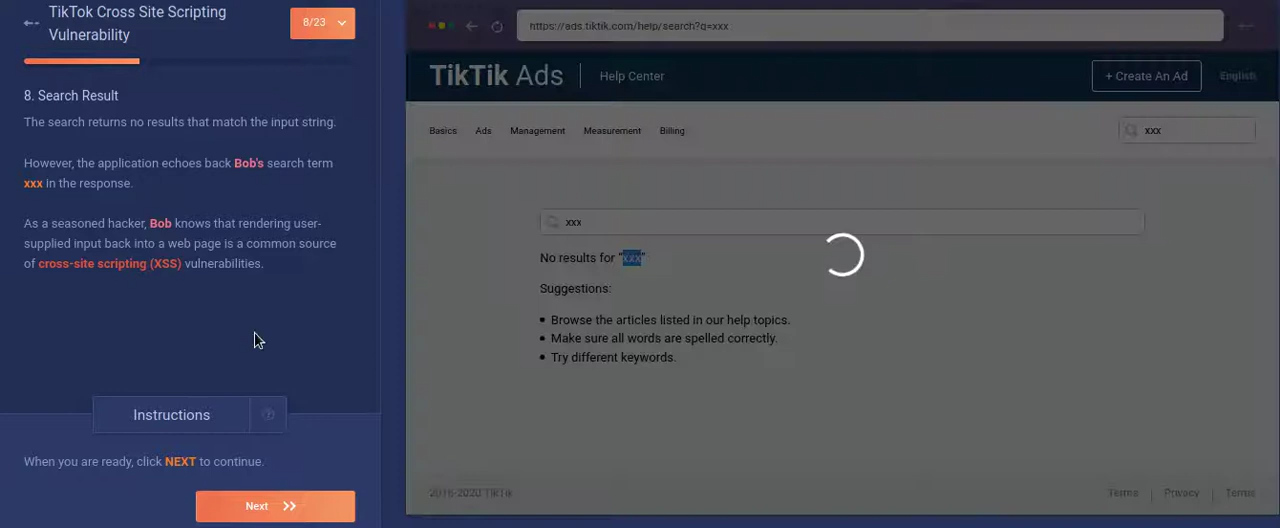 TikTok Cross Site Scripting
Vulnerability
8/23
8. Search Result
The search returns no results that match the input string.
However, the application echoes back Bob's search term
xxx in the response.
As a seasoned hacker, Bob knows that rendering user-
supplied input back into a web page is a common source
of cross-site scripting (XSS) vulnerabilities.
Instructions
When you are ready, click NEXT to continue.
Next
https://ads.tiktik.com/help/search?q=xxx
TikTik Ads
Help Center
+ Create An Ad
English
Basics Ads Management Measurement Billing
xxx
xxx
No results for "xxx"
Suggestions:
• Browse the articles listed in our help topics.
• Make sure all words are spelled correctly.
• Try different keywords.
2016-2020 TikTik
Terms Privacy Terms